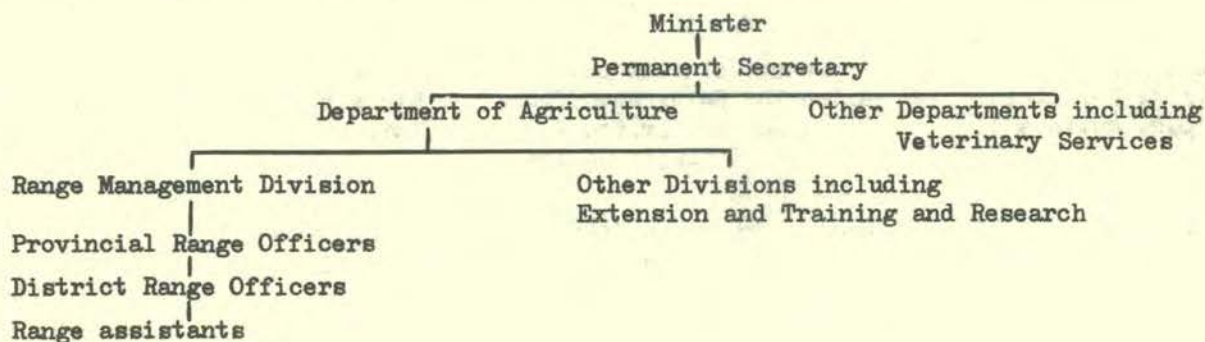 Minister
Permanent Secretary
Department of Agriculture
Other Departments including
Veterinary Services
Range Management Division
Other Divisions including
Extension and Training and Research
Provincial Range Officers
District Range Officers
Range assistants